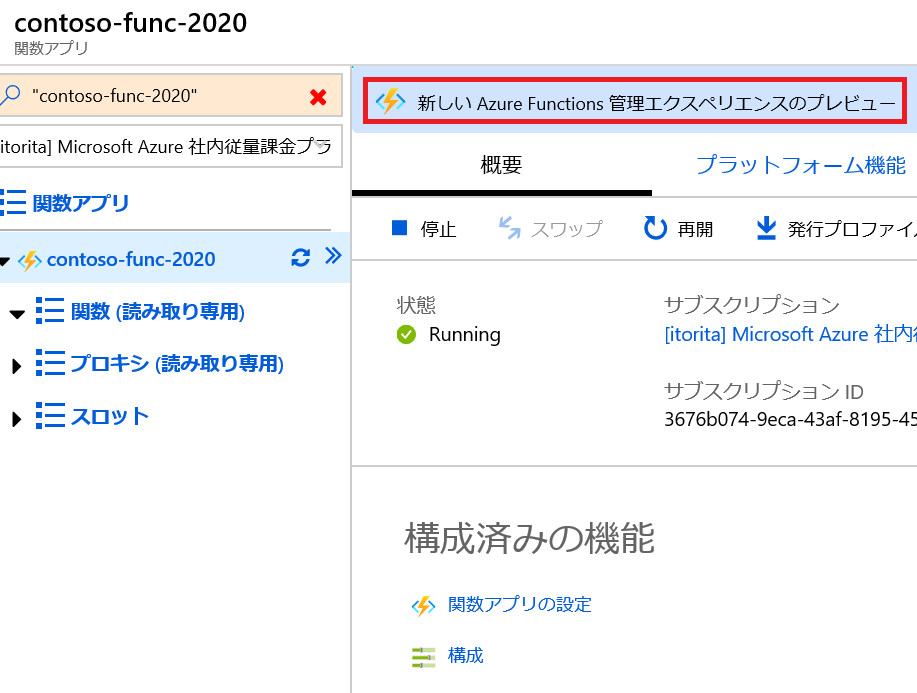 contoso-func-2020
関数アプリ
"contoso-func-2020"
itorita] Microsoft Azure 社内従量課金プラ
関数アプリ
contoso-func-2020
関数 (読み取り専用)
プロキシ (読み取り専用)
スロット
新しい Azure Functions 管理エクスペリエンスのプレビュー
概要
プラットフォーム機能
停止
スワップ
再開
発行プロファイ
状態
Running
サブスクリプション
[itorita] Microsoft Azure 社内
サブスクリプション ID
3676b074-9eca-43af-8195-45
構成済みの機能
関数アプリの設定
構成